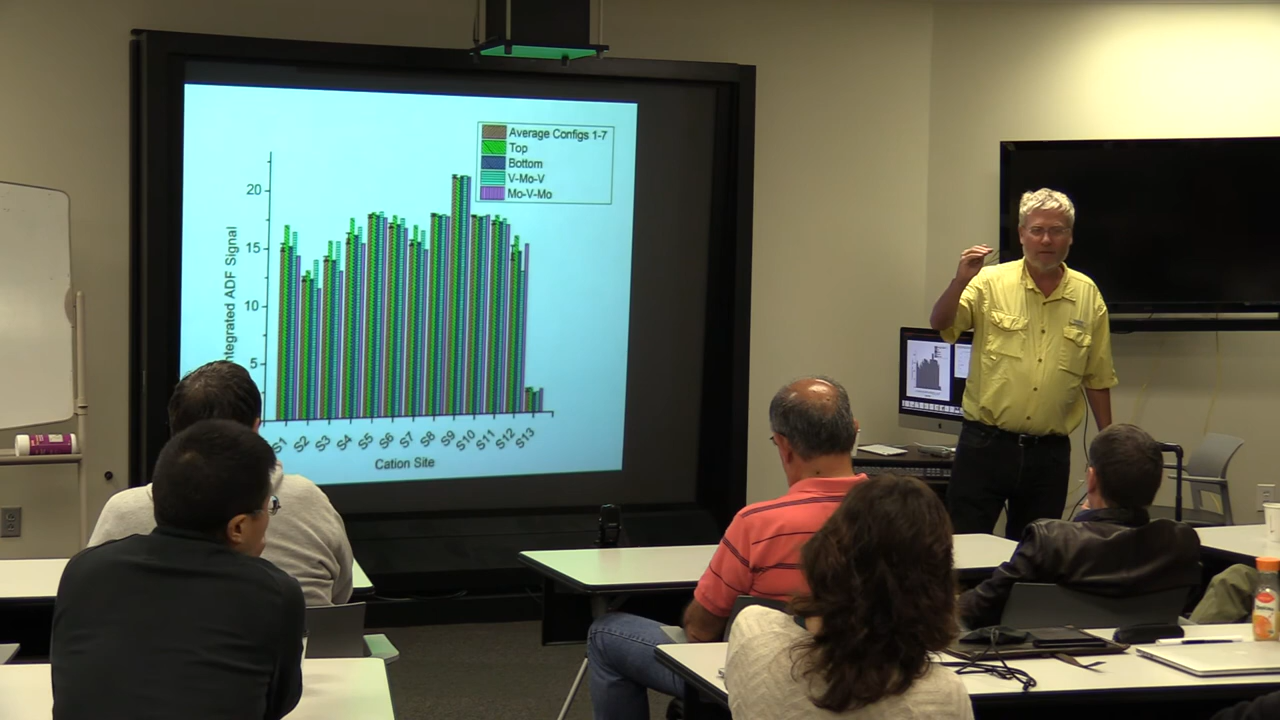 Average Configs 1-7
Top
Bottom
V-Mo-V
Mo-V-Mo
20
15
10
5
Integrated ADF Signal
S1
S2
S3
S4
S5
S6
S7
S8
S9
S10
S11
S12
S13
Cation Site